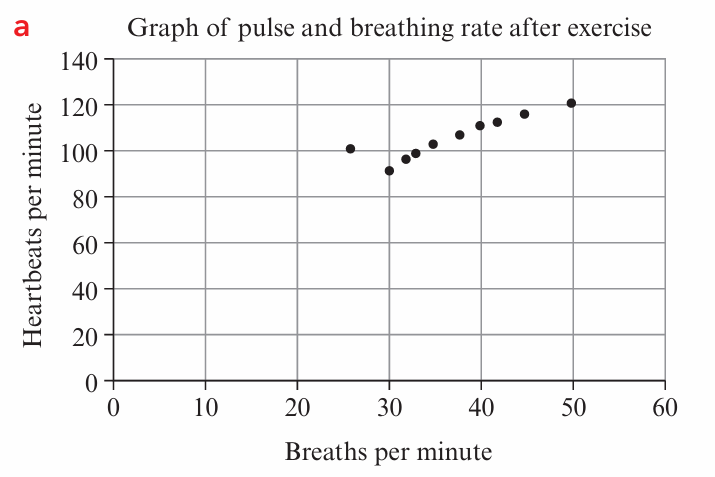 a
Graph of pulse and breathing rate after exercise
140
120
100
80
60
40
20
0
Heartbeats per minute
0 10 20 30 40 50 60
Breaths per minute